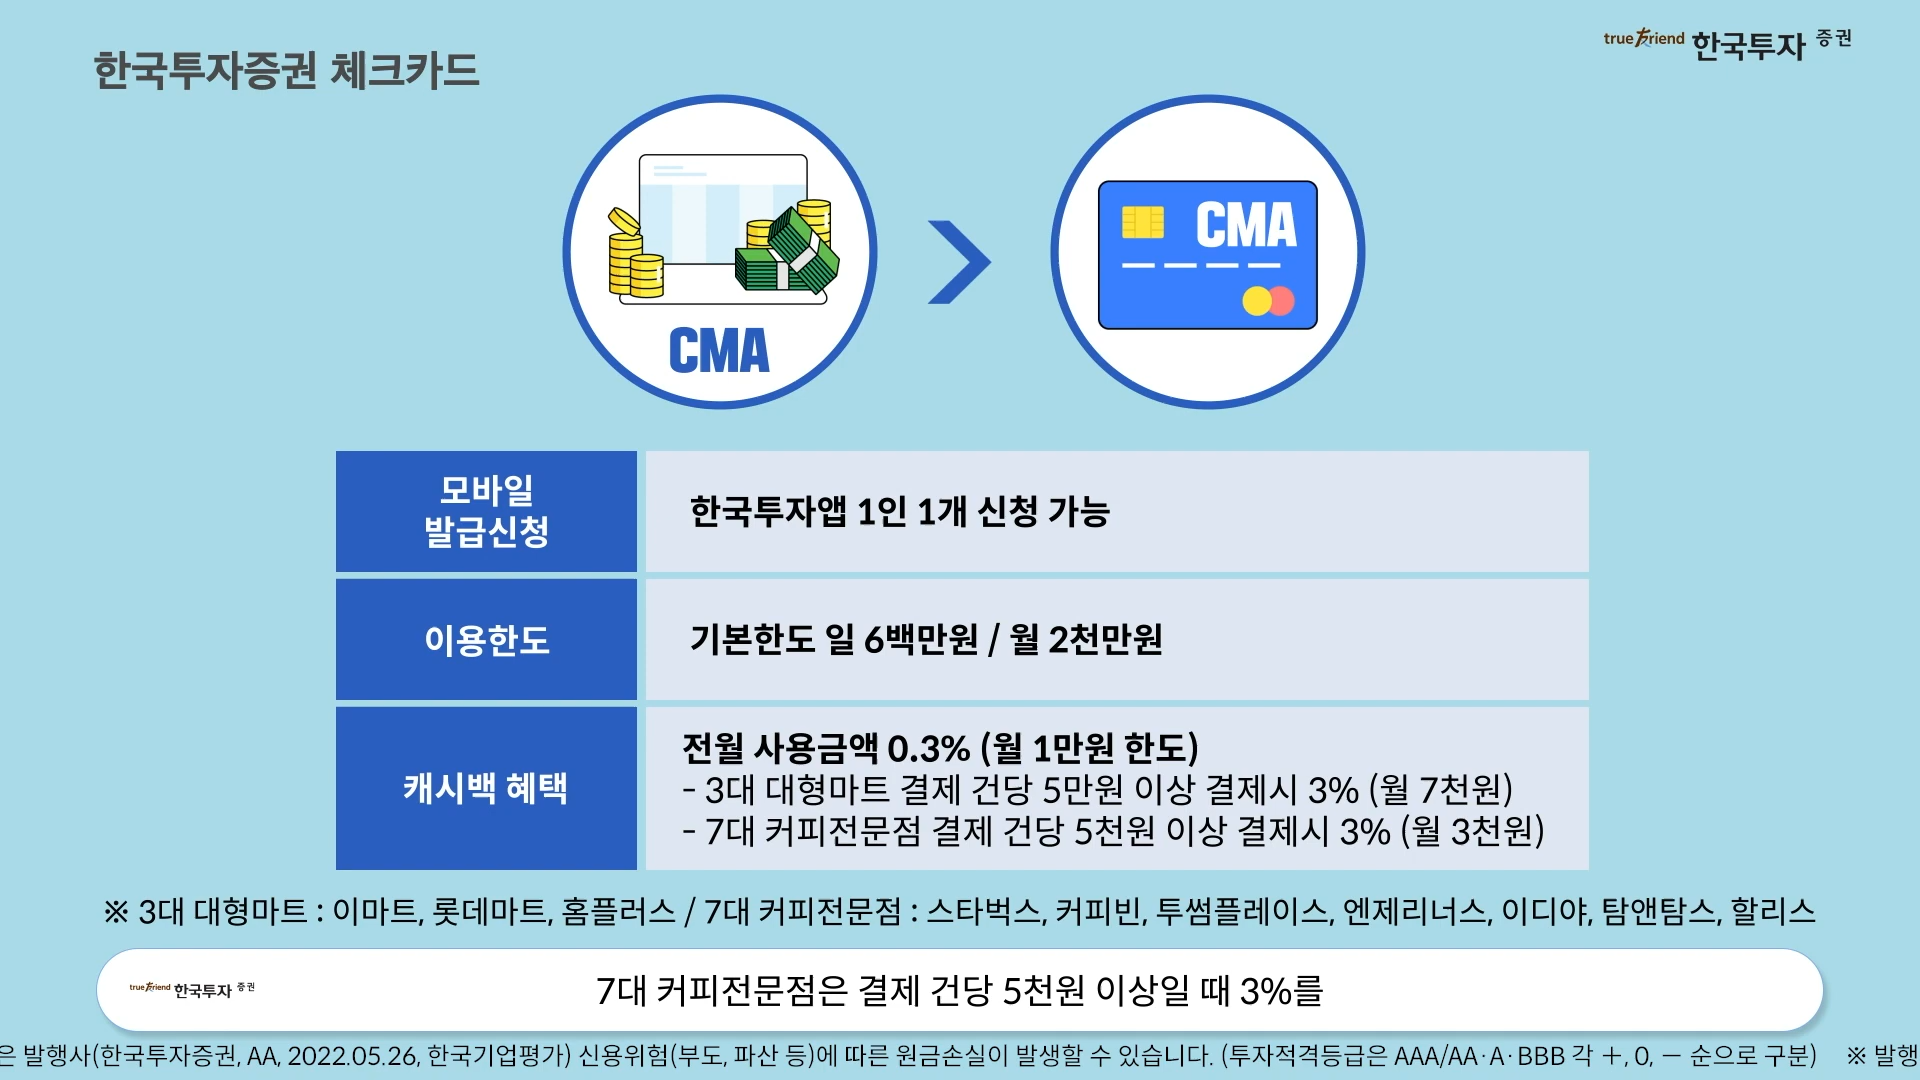 한국투자증권 체크카드
true friend 한국투자 증권
CMA
CMA
모바일
발급신청
한국투자앱 1인 1개 신청 가능
이용한도
기본한도 일 6백만원 / 월 2천만원
캐시백 혜택
전월 사용금액 0.3% (월 1만원 한도)
- 3대 대형마트 결제 건당 5만원 이상 결제시 3% (월 7천원)
- 7대 커피전문점 결제 건당 5천원 이상 결제시 3% (월 3천원)
※ 3대 대형마트 : 이마트, 롯데마트, 홈플러스 / 7대 커피전문점 : 스타벅스, 커피빈, 투썸플레이스, 엔제리너스, 이디야, 탐앤탐스, 할리스
true friend 한국투자 증권
7대 커피전문점은 결제 건당 5천원 이상일 때 3%를
은 발행사(한국투자증권, AA, 2022.05.26, 한국기업평가) 신용위험(부도, 파산 등)에 따른 원금손실이 발생할 수 있습니다. (투자적격등급은 AAA/AA·A·BBB 각 +, 0, - 순으로 구분) ※ 발행